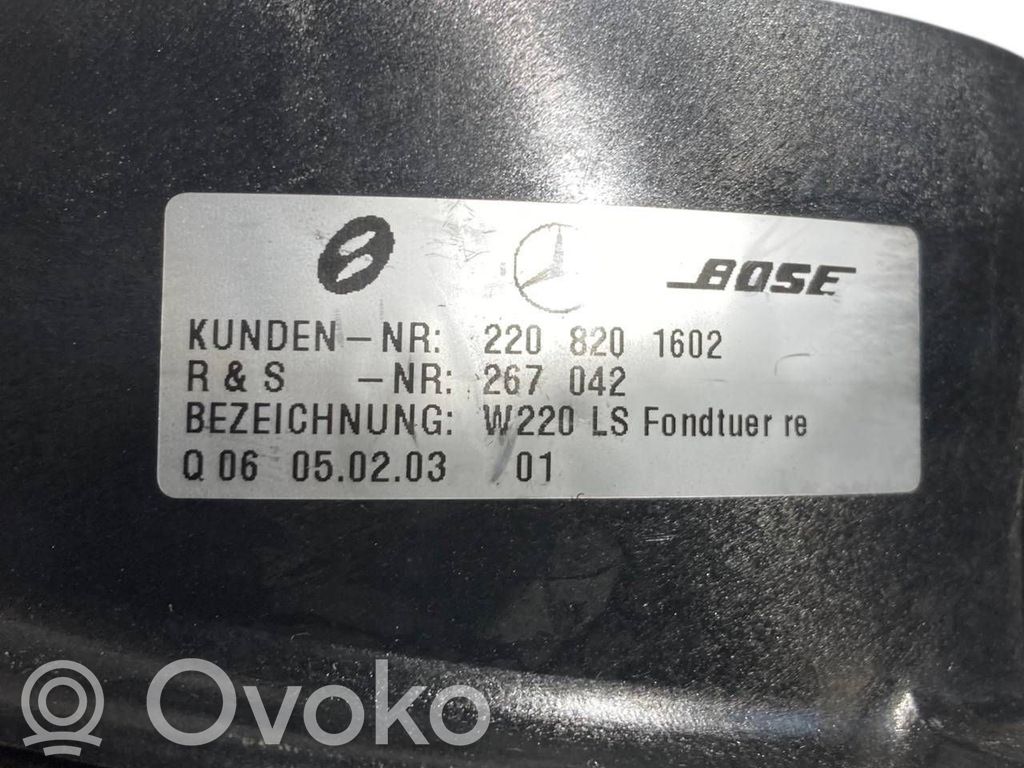 BOSE
KUNDEN-NR: 220 820 1602
R & S -NR: 267 042
BEZEICHNUNG: W220 LS Fondtuer re
Q 06 05.02.03 / 01
Ovoko